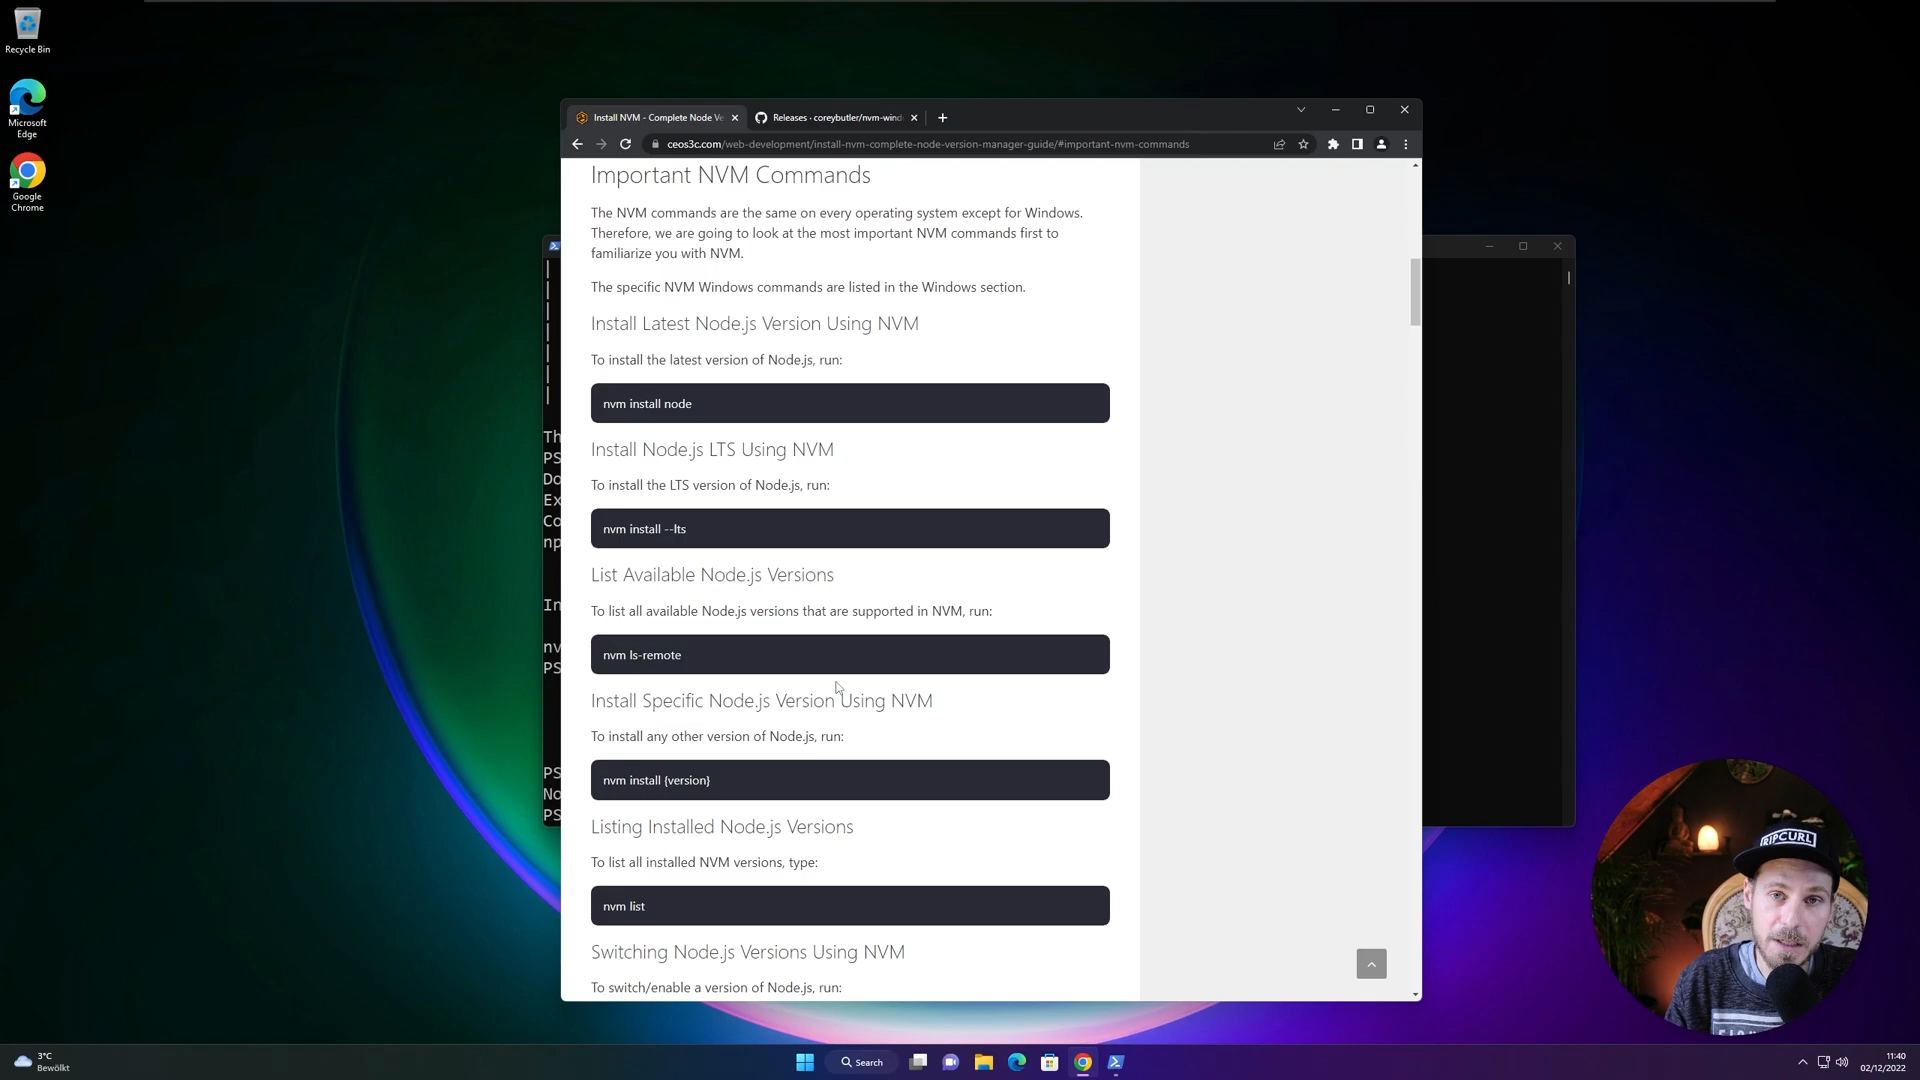 Recycle Bin
Microsoft
Edge
Google
Chrome
Install NVM - Complete Node Ve
Releases · coreybutler/nvm-wind
ceos3c.com/web-development/install-nvm-complete-node-version-manager-guide/#important-nvm-commands
Important NVM Commands
The NVM commands are the same on every operating system except for Windows.
Therefore, we are going to look at the most important NVM commands first to
familiarize you with NVM.
The specific NVM Windows commands are listed in the Windows section.
Install Latest Node.js Version Using NVM
To install the latest version of Node.js, run:
nvm install node
Install Node.js LTS Using NVM
To install the LTS version of Node.js, run:
nvm install --lts
List Available Node.js Versions
To list all available Node.js versions that are supported in NVM, run:
nvm ls-remote
Install Specific Node.js Version Using NVM
To install any other version of Node.js, run:
nvm install {version}
Listing Installed Node.js Versions
To list all installed NVM versions, type:
nvm list
Switching Node.js Versions Using NVM
To switch/enable a version of Node.js, run:
Th
PS
Do
Ex
Co
np
In
nv
PS
PS
No
PS
RIPCURL
3°C
Bewölkt
Search
11:40
02/12/2022